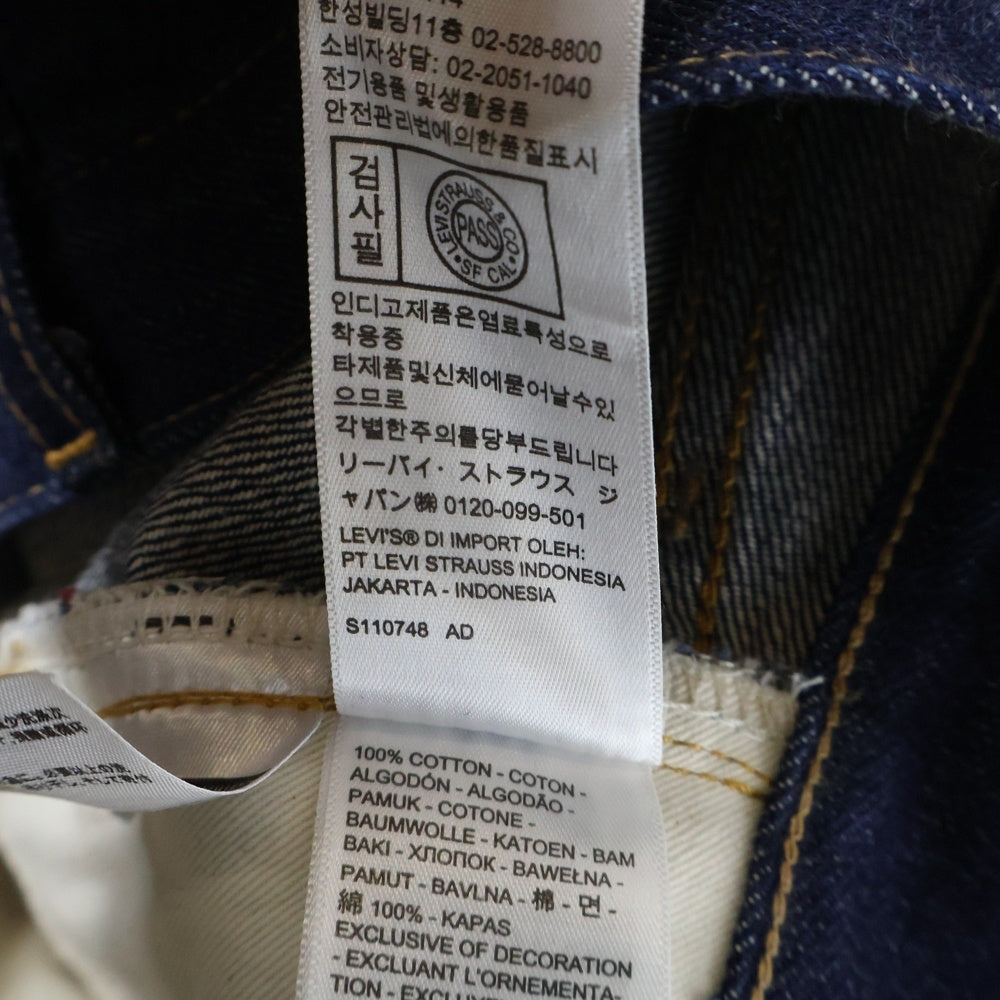 한성빌딩11층 02-528-8800
소비자상담: 02-2051-1040
전기용품 및생활용품
안전관리법에의한품질표시
검
사
필
LEVI STRAUSS & CO
PASS
SF CAL
인디고제품은염료특성으로
착용중
타제품및신체에묻어날수있
으므로
각별한주의를당부드립니다
リーバイ・ストラウス ジ
ャパン㈱ 0120-099-501
LEVI'S® DI IMPORT OLEH:
PT LEVI STRAUSS INDONESIA
JAKARTA - INDONESIA
S110748 AD
100% COTTON - COTON -
ALGODÓN - ALGODÃO -
PAMUK - COTONE -
BAUMWOLLE - KATOEN - BAM
BAKI - ХЛОПОК - BAWEŁNA -
PAMUT - BAVLNA - 棉 - 면 -
綿 100% - KAPAS
EXCLUSIVE OF DECORATION
- EXCLUANT L'ORNEMENTA-
TION - EXCLUS